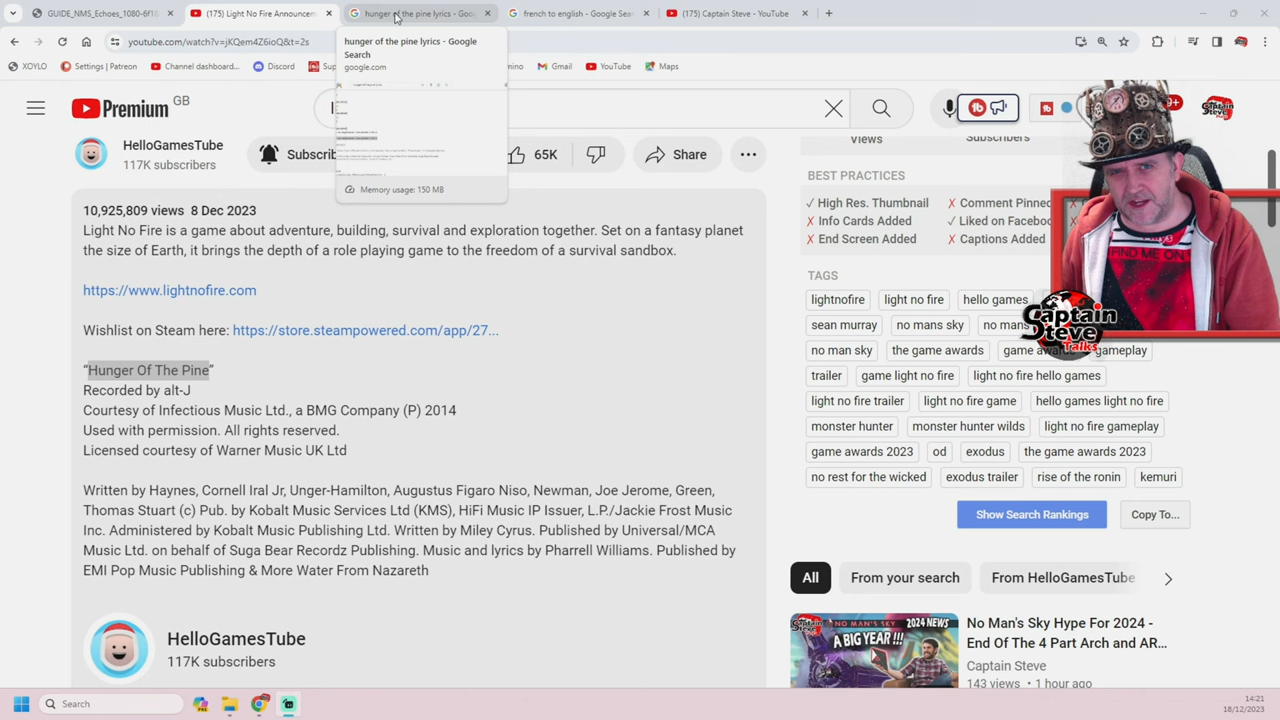 GUIDE_NMS_Echoes_1080-6f18
(175) Light No Fire Announcem
hunger of the pine lyrics - Goo
french to english - Google Sear
(175) Captain Steve - YouTube
youtube.com/watch?v=jKQem4Z6ioQ&t=2s
hunger of the pine lyrics - Google
Search
google.com
Memory usage: 150 MB
XOYLO
Settings | Patreon
Channel dashboard...
Discord
Gmail
YouTube
Maps
Premium GB
HelloGamesTube
117K subscribers
65K
Share
10,925,809 views 8 Dec 2023
Light No Fire is a game about adventure, building, survival and exploration together. Set on a fantasy planet
the size of Earth, it brings the depth of a role playing game to the freedom of a survival sandbox.
https://www.lightnofire.com
Wishlist on Steam here: https://store.steampowered.com/app/27...
“Hunger Of The Pine”
Recorded by alt-J
Courtesy of Infectious Music Ltd., a BMG Company (P) 2014
Used with permission. All rights reserved.
Licensed courtesy of Warner Music UK Ltd
Written by Haynes, Cornell Iral Jr, Unger-Hamilton, Augustus Figaro Niso, Newman, Joe Jerome, Green,
Thomas Stuart (c) Pub. by Kobalt Music Services Ltd (KMS), HiFi Music IP Issuer, L.P./Jackie Frost Music
Inc. Administered by Kobalt Music Publishing Ltd. Written by Miley Cyrus. Published by Universal/MCA
Music Ltd. on behalf of Suga Bear Recordz Publishing. Music and lyrics by Pharrell Williams. Published by
EMI Pop Music Publishing & More Water From Nazareth
HelloGamesTube
117K subscribers
Views
Subscribers
BEST PRACTICES
✓ High Res. Thumbnail
✗ Comment Pinned
✗ Info Cards Added
✓ Liked on Facebo
✗ End Screen Added
✗ Captions Added
TAGS
lightnofire
light no fire
hello games
sean murray
no mans sky
no mans
no man sky
the game awards
game awa
gameplay
trailer
game light no fire
light no fire hello games
light no fire trailer
light no fire game
hello games light no fire
monster hunter
monster hunter wilds
light no fire gameplay
game awards 2023
od
exodus
the game awards 2023
no rest for the wicked
exodus trailer
rise of the ronin
kemuri
Show Search Rankings
Copy To...
All
From your search
From HelloGamesTube
NO MAN'S SKY
2024 NEWS
A BIG YEAR!!!
No Man's Sky Hype For 2024 -
End Of The 4 Part Arch and AR...
Captain Steve
143 views • 1 hour ago
Captain
Steve
Talks
FIND ME ON
Search
14:21
18/12/2023